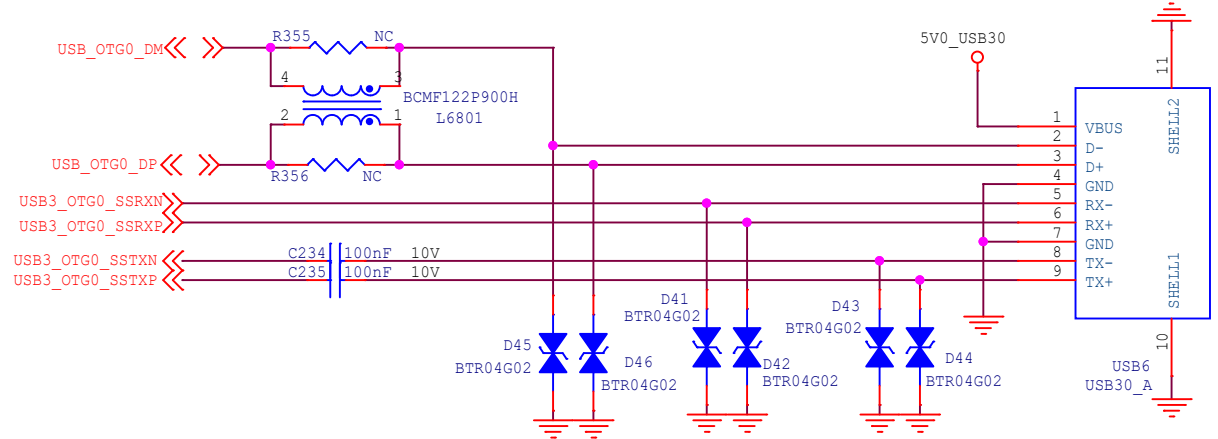 USB_OTG0_DM
R355 NC
4 3
BCMF122P900H
L6801
2 1
USB_OTG0_DP
R356 NC
USB3_OTG0_SSRXN
USB3_OTG0_SSRXP
USB3_OTG0_SSTXN
C234 100nF 10V
USB3_OTG0_SSTXP
C235 100nF 10V
D45
BTR04G02
D46
BTR04G02
D41
BTR04G02
D42
BTR04G02
D43
BTR04G02
D44
BTR04G02
5V0_USB30
11
SHELL2
1 VBUS
2 D-
3 D+
4 GND
5 RX-
6 RX+
7 GND
8 TX-
9 TX+
SHELL1
10
USB6
USB30_A